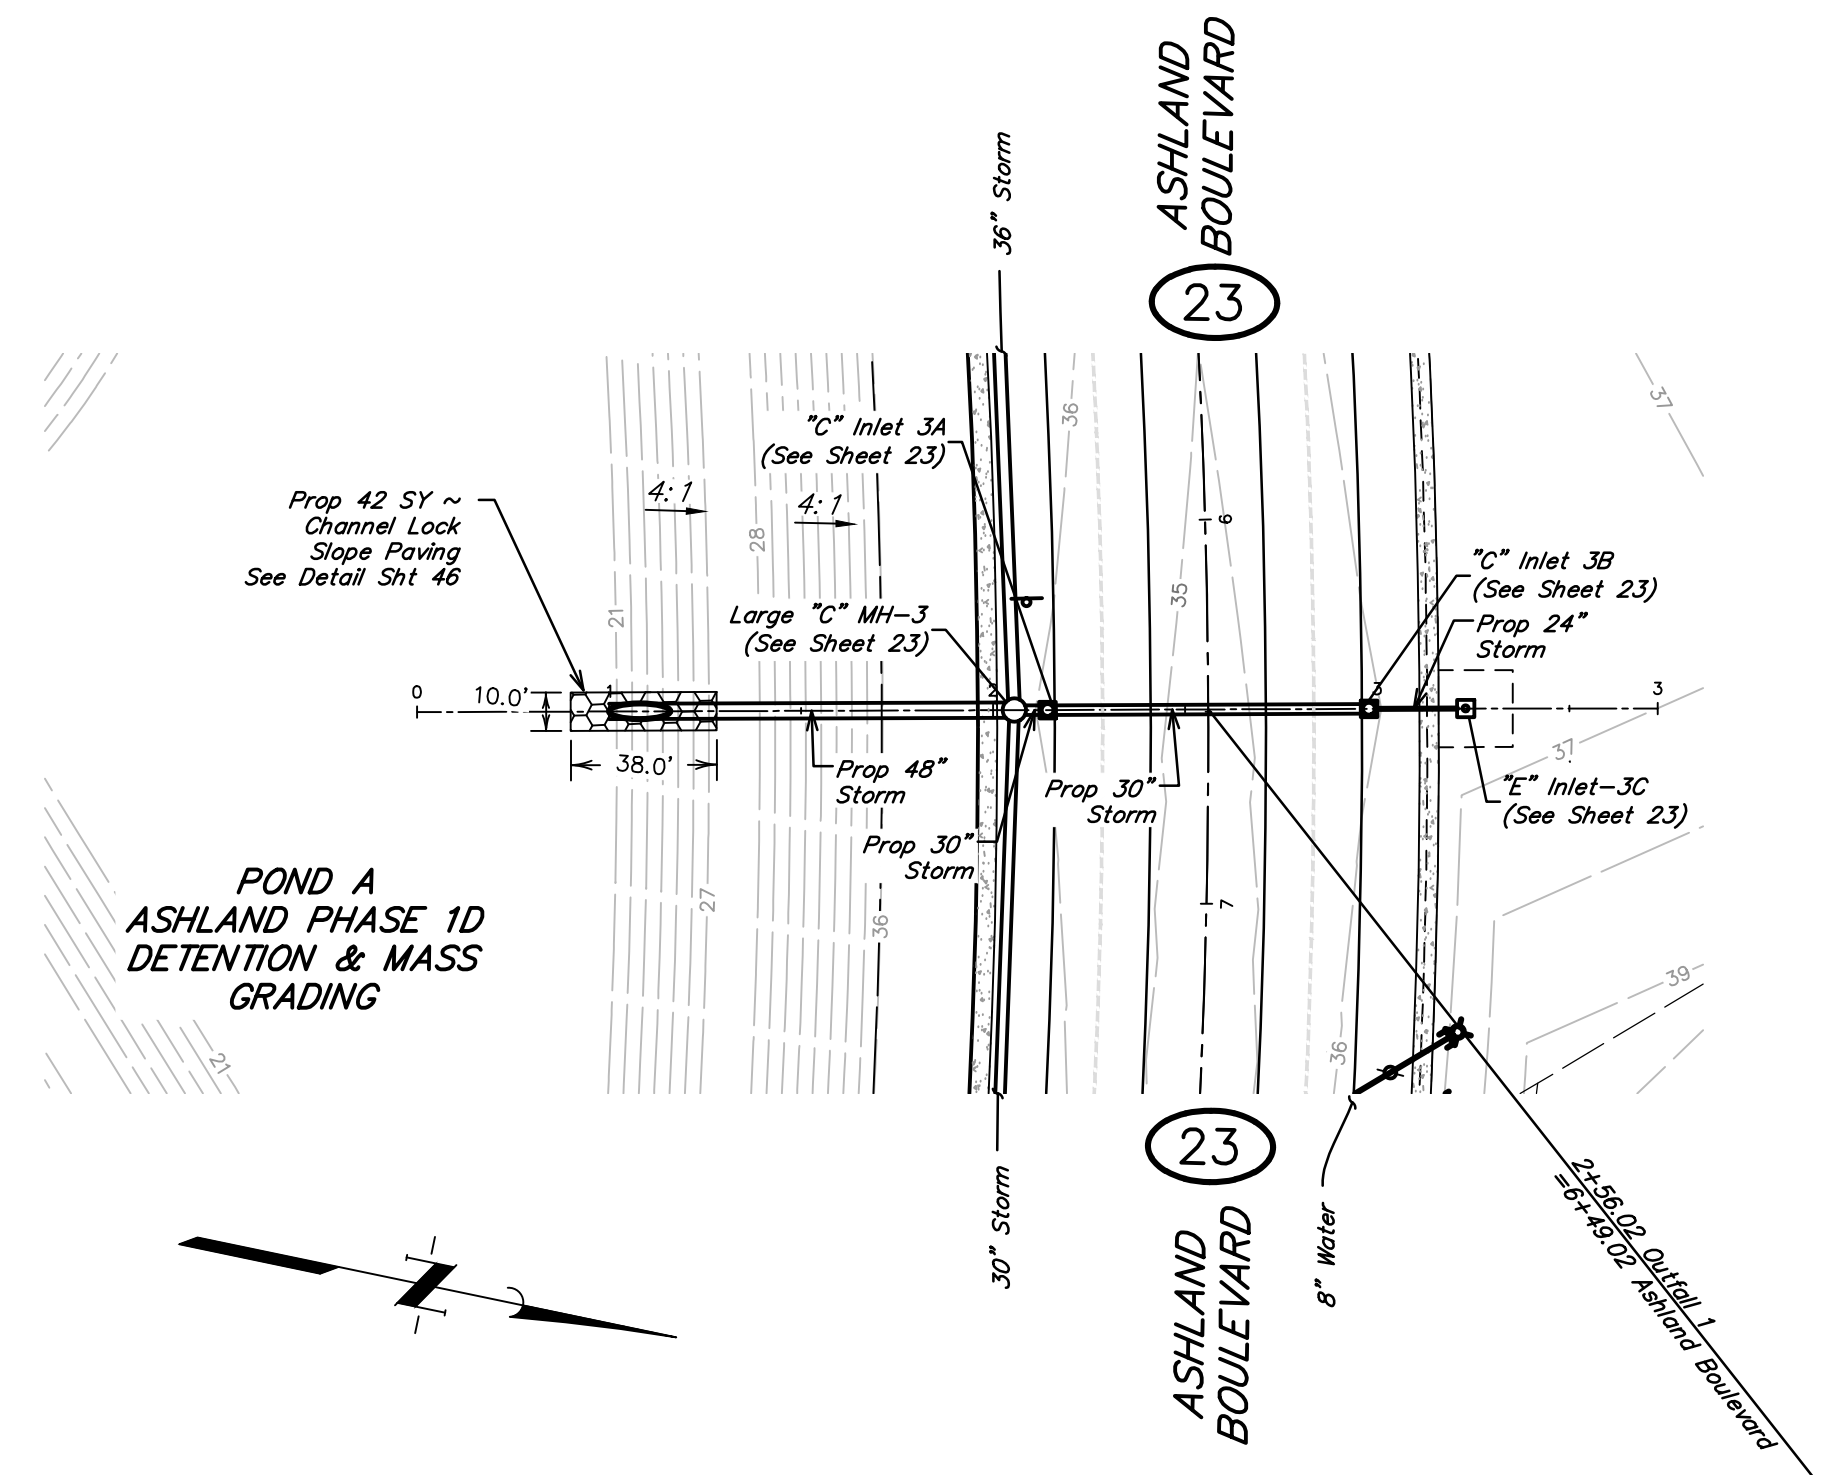 ASHLAND
BOULEVARD
36" Storm
23
37
36
"C" Inlet 3A
(See Sheet 23)
4:1
4:1
Prop 42 SY ~
Channel Lock
Slope Paving
See Detail Sht 46
28
6
"C" Inlet 3B
(See Sheet 23)
35
21
Large "C" MH-3
(See Sheet 23)
Prop 24"
Storm
0
10.0'
1
2
3
3
38.0'
Prop 48"
Storm
Prop 30"
Storm
37
"E" Inlet-3C
(See Sheet 23)
Prop 30"
Storm
POND A
ASHLAND PHASE 1D
DETENTION & MASS
GRADING
27
36
7
39
21
36
23
30" Storm
8" Water
ASHLAND
BOULEVARD
2+56.02 Outfall 1
=6+49.02 Ashland Boulevard